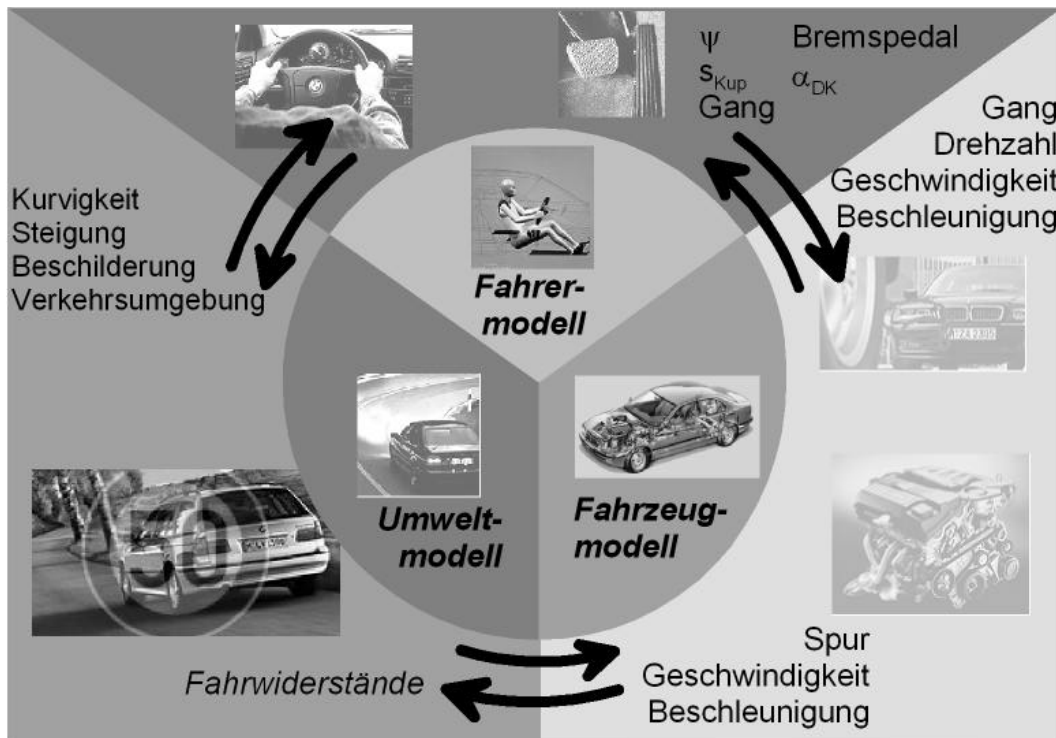 ψ Bremspedal
s_Kup α_DK
Gang
Gang
Drehzahl
Geschwindigkeit
Beschleunigung
Kurvigkeit
Steigung
Beschilderung
Verkehrsumgebung
Fahrer-
modell
Umwelt-
modell
Fahrzeug-
modell
50
Fahrwiderstände
Spur
Geschwindigkeit
Beschleunigung